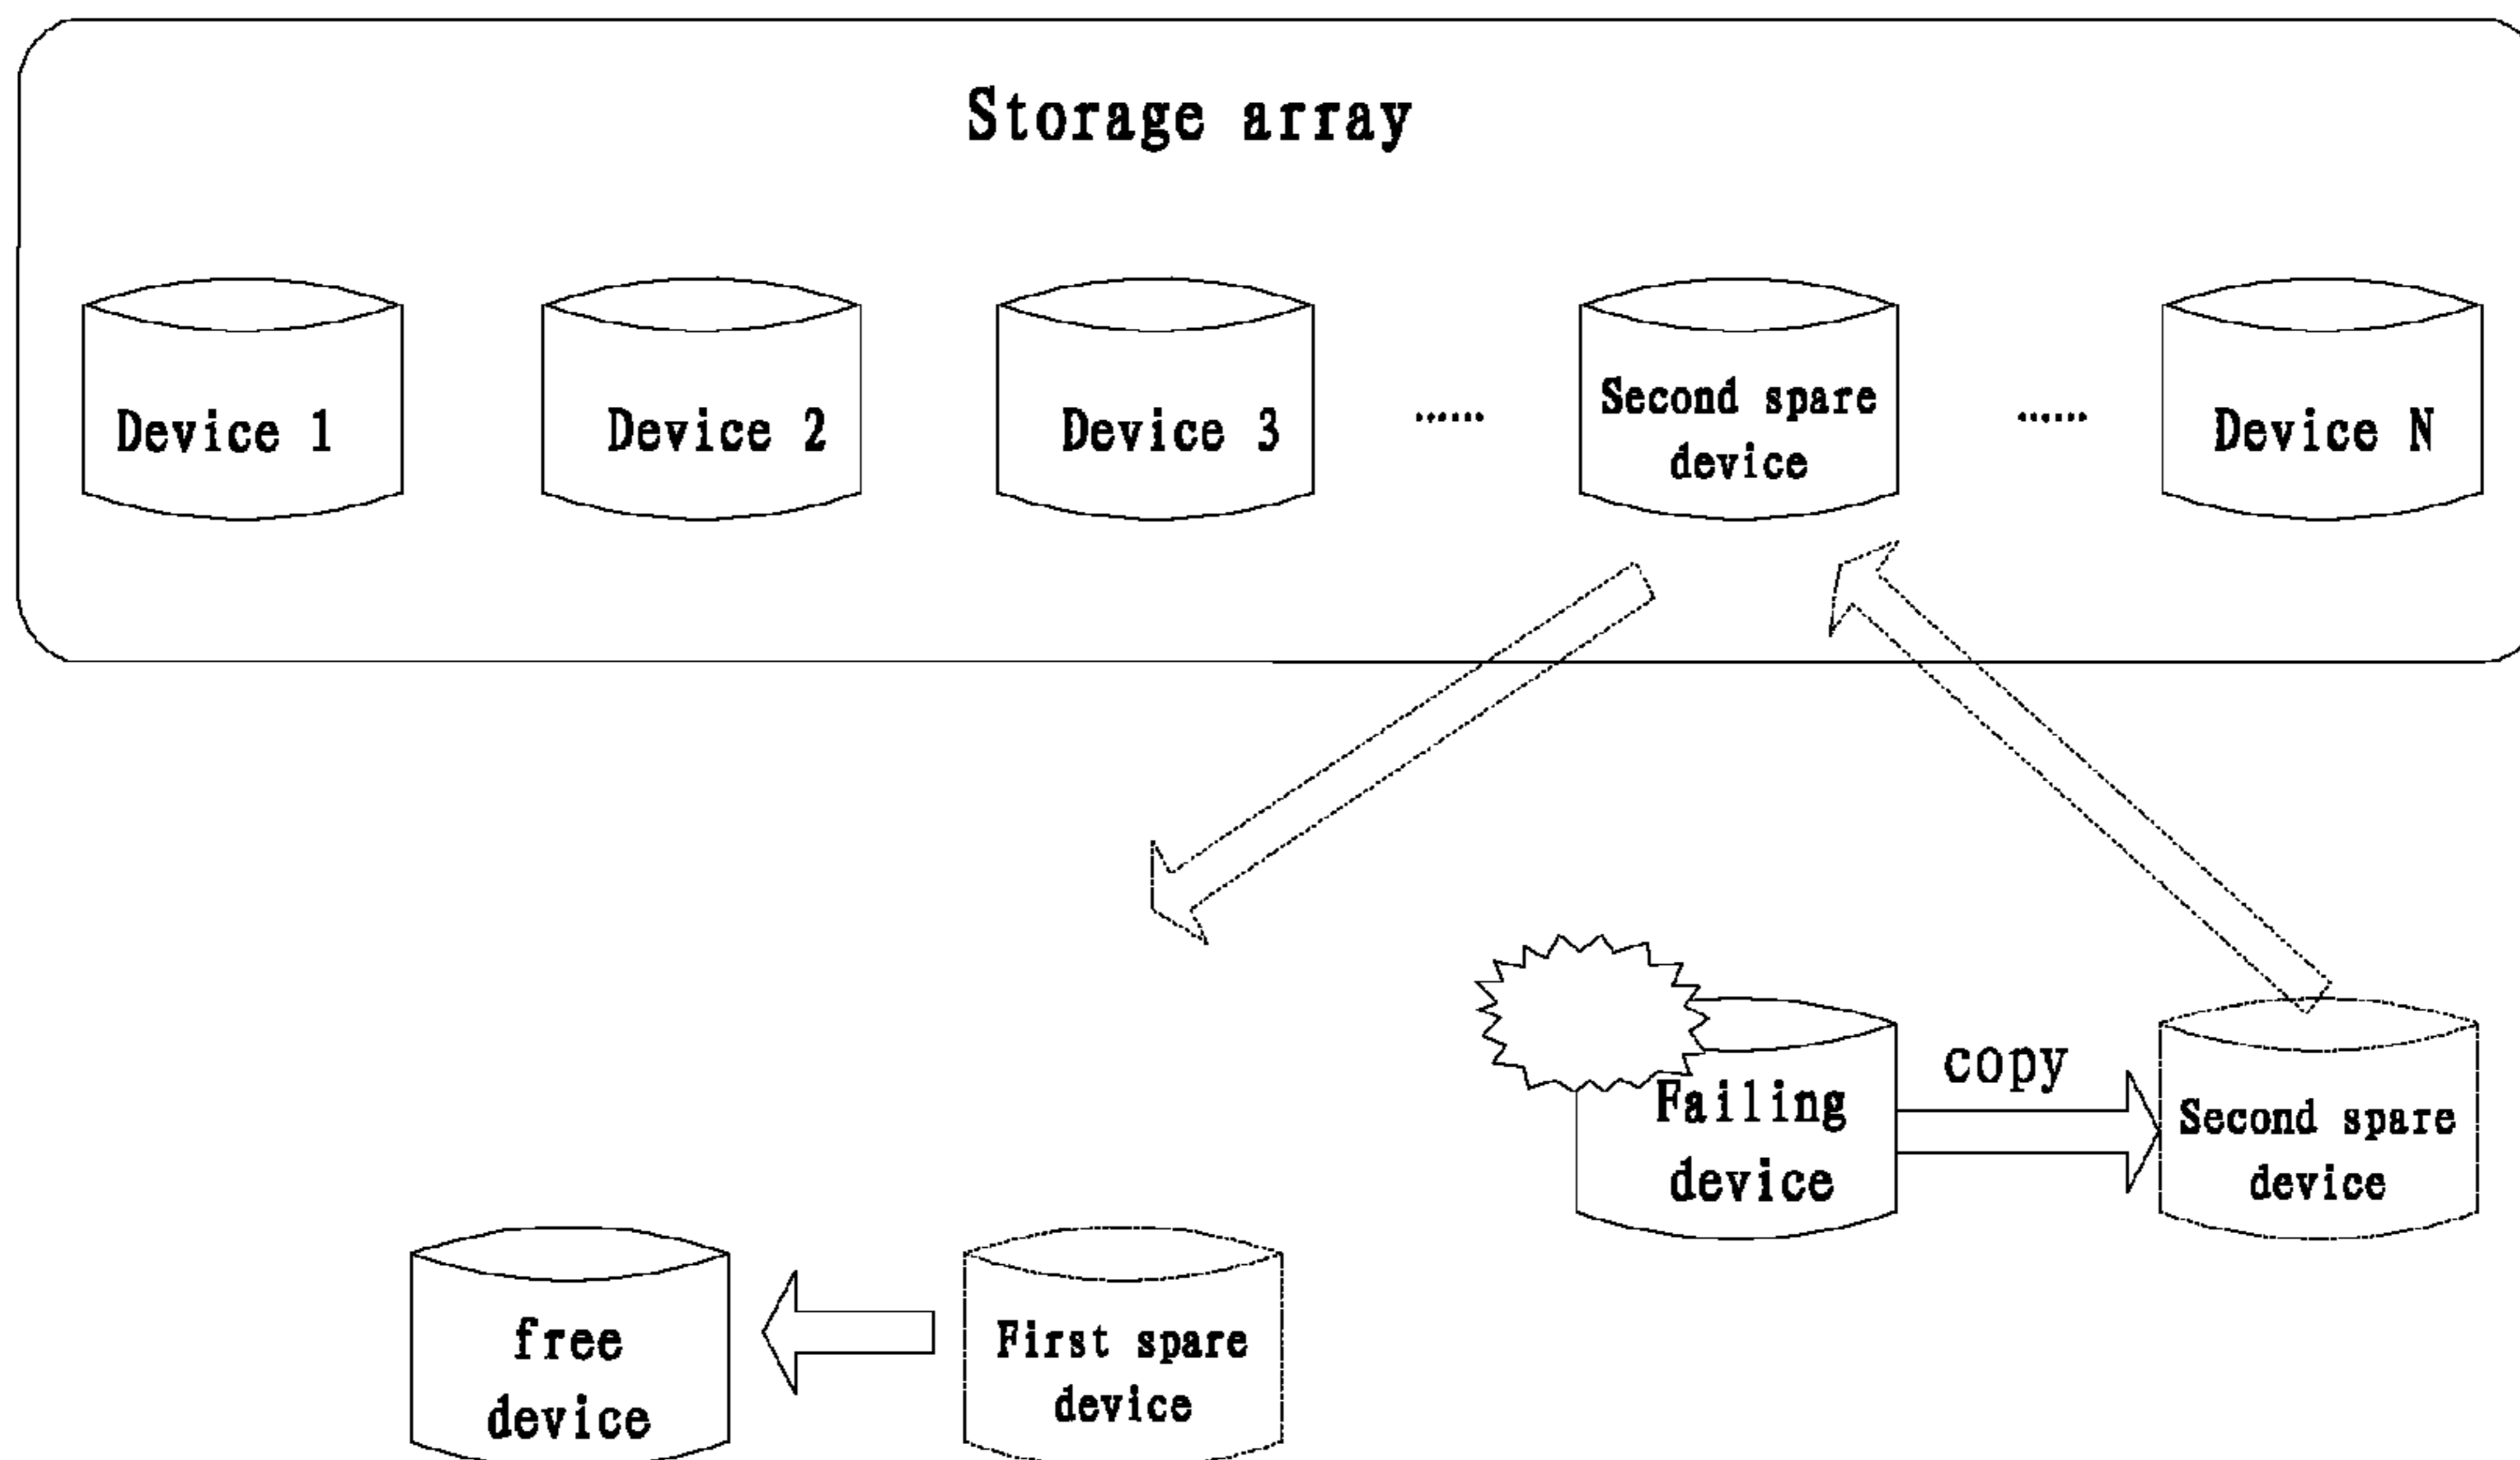 Storage array
Device 1
Device 2
Device 3
......
Second spare
device
......
Device N
copy
Failing
device
Second spare
device
free
device
First spare
device